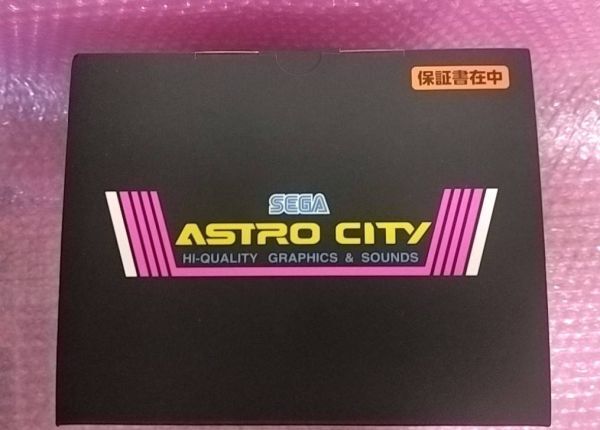 保証書在中
SEGA
ASTRO CITY
HI-QUALITY GRAPHICS & SOUNDS